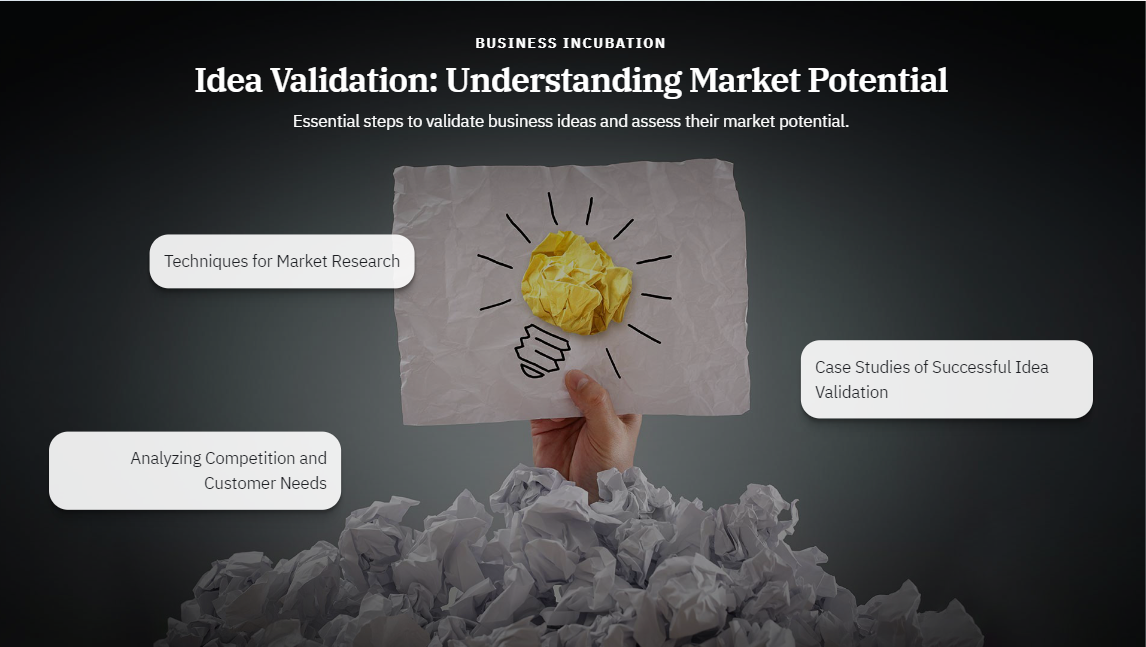 BUSINESS INCUBATION
Idea Validation: Understanding Market Potential
Essential steps to validate business ideas and assess their market potential.
Techniques for Market Research
Case Studies of Successful Idea
Validation
Analyzing Competition and
Customer Needs